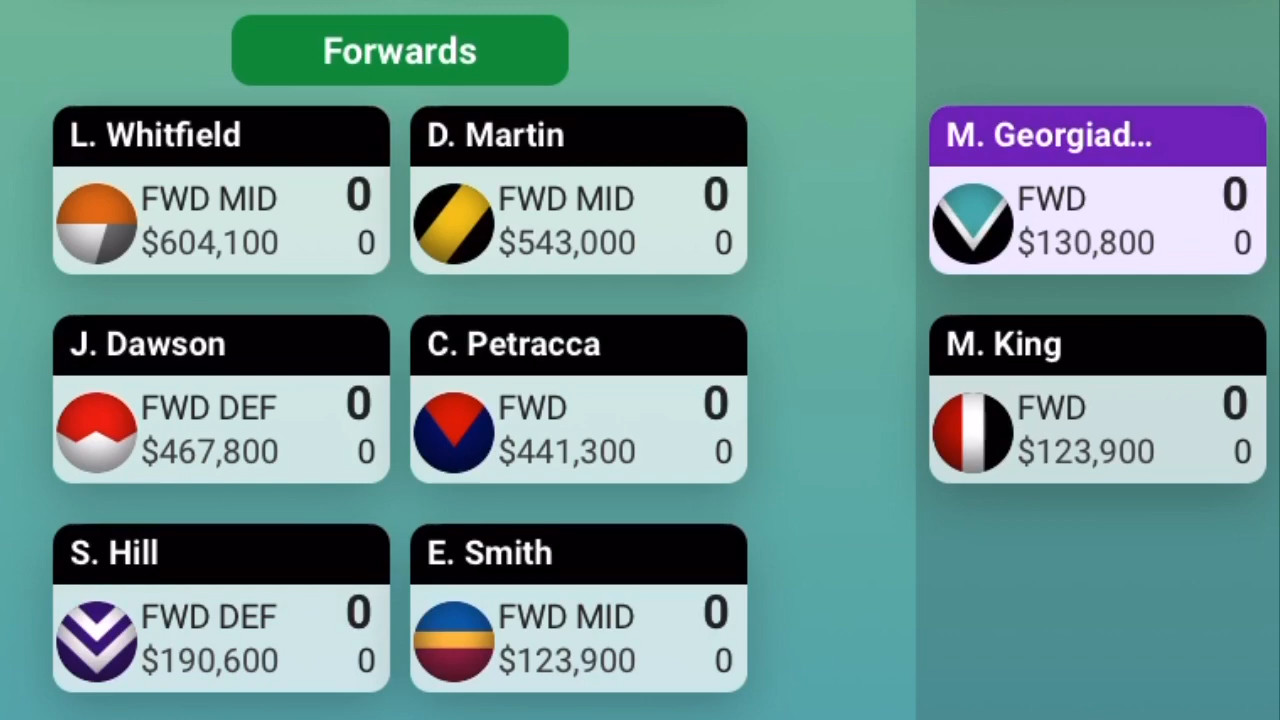 Forwards
L. Whitfield
FWD MID 0
$604,100 0
D. Martin
FWD MID 0
$543,000 0
M. Georgiad...
FWD 0
$130,800 0
J. Dawson
FWD DEF 0
$467,800 0
C. Petracca
FWD 0
$441,300 0
M. King
FWD 0
$123,900 0
S. Hill
FWD DEF 0
$190,600 0
E. Smith
FWD MID 0
$123,900 0